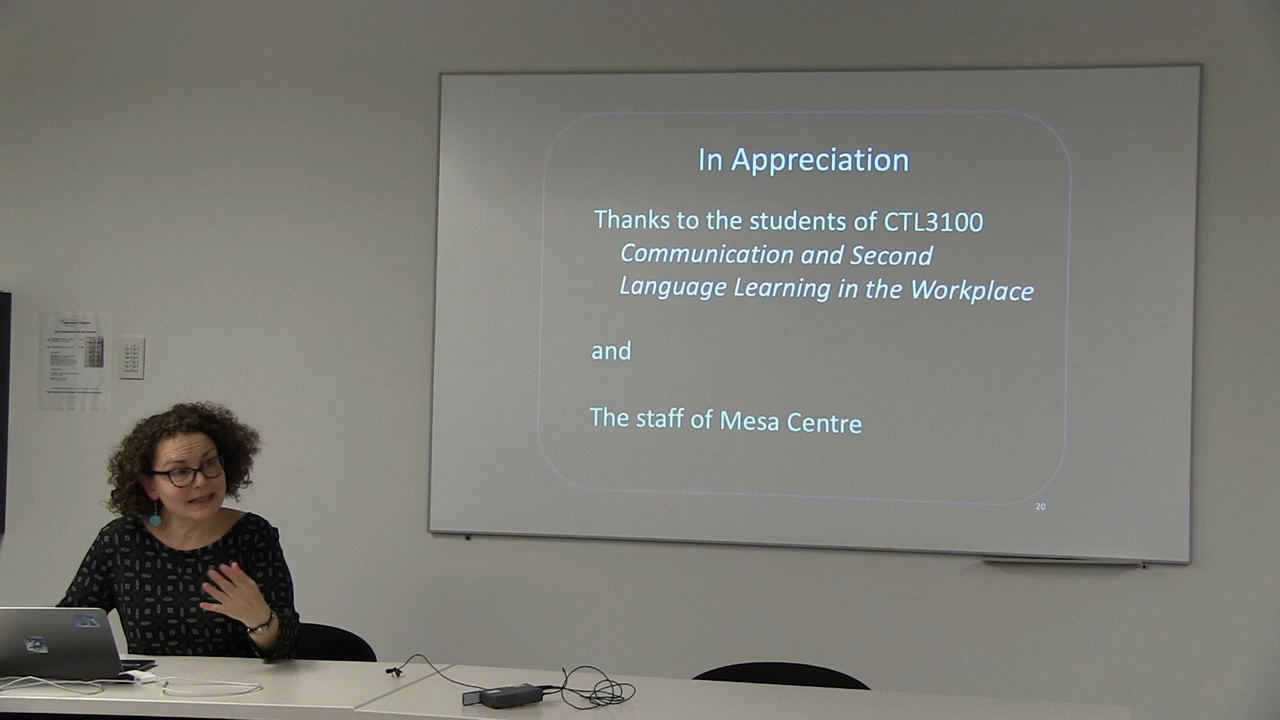 In Appreciation
Thanks to the students of CTL3100
Communication and Second
Language Learning in the Workplace
and
The staff of Mesa Centre
20